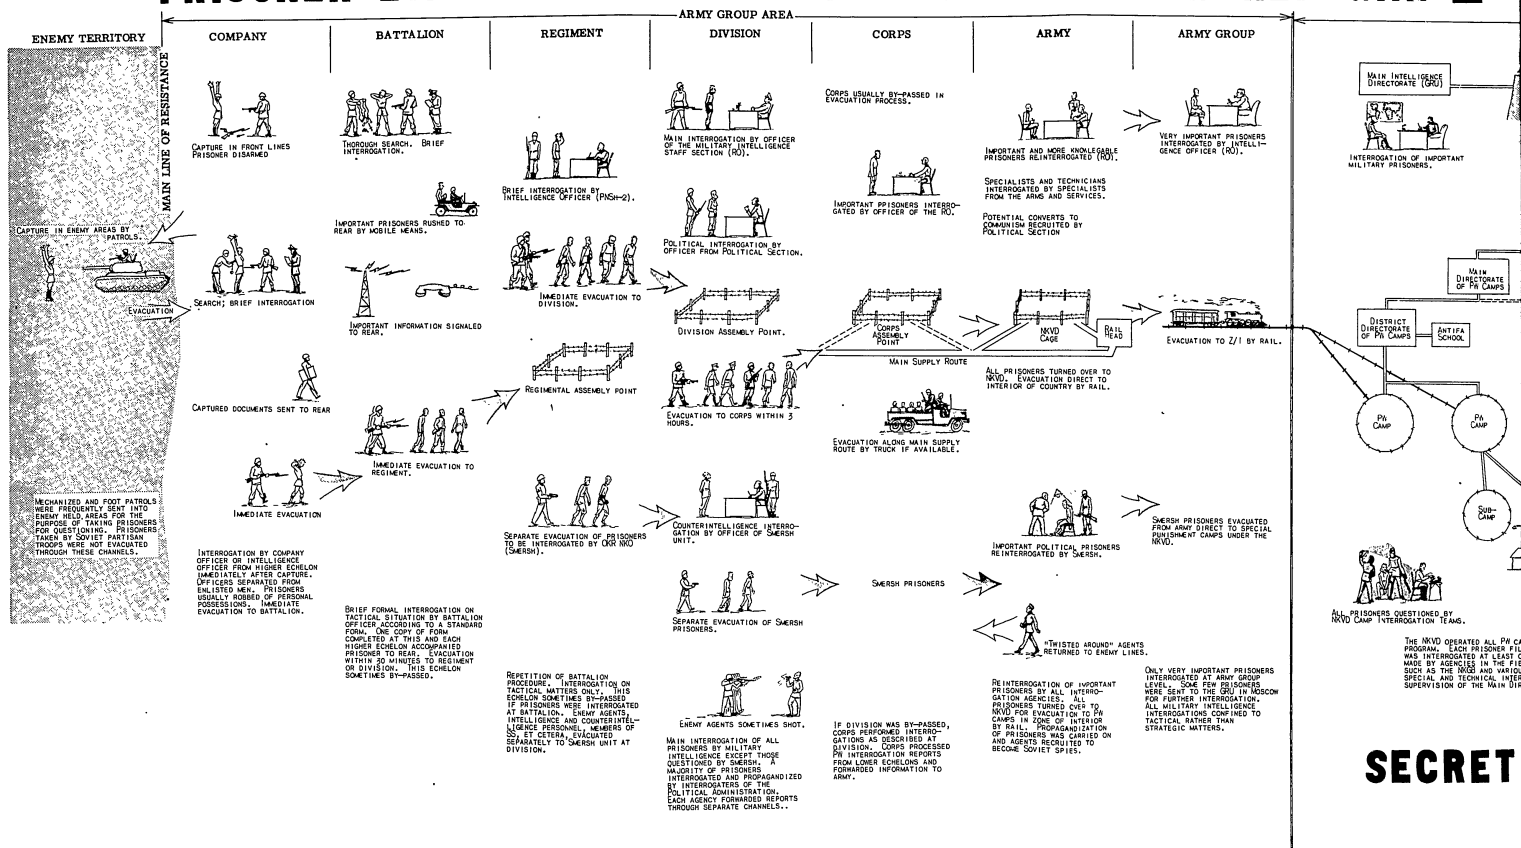 ARMY GROUP AREA
ENEMY TERRITORY
COMPANY
BATTALION
REGIMENT
DIVISION
CORPS
ARMY
ARMY GROUP
MAIN LINE OF RESISTANCE
CAPTURE IN ENEMY AREAS BY
PATROLS.
EVACUATION
MECHANIZED AND FOOT PATROLS
WERE FREQUENTLY SENT INTO
ENEMY HELD AREAS FOR THE
PURPOSE OF TAKING PRISONERS
FOR QUESTIONING. PRISONERS
TAKEN BY SOVIET PARTISAN
TROOPS WERE NOT EVACUATED
THROUGH THESE CHANNELS.
CAPTURE IN FRONT LINES
PRISONER DISARMED
SEARCH; BRIEF INTERROGATION
CAPTURED DOCUMENTS SENT TO REAR
IMMEDIATE EVACUATION
INTERROGATION BY COMPANY
OFFICER OR INTELLIGENCE
OFFICER FROM HIGHER ECHELON
IMMEDIATELY AFTER CAPTURE.
OFFICERS SEPARATED FROM
ENLISTED MEN. PRISONERS
USUALLY ROBBED OF PERSONAL
POSSESSIONS. IMMEDIATE
EVACUATION TO BATTALION.
THOROUGH SEARCH. BRIEF
INTERROGATION.
IMPORTANT PRISONERS RUSHED TO
REAR BY MOBILE MEANS.
IMPORTANT INFORMATION SIGNALED
TO REAR.
IMMEDIATE EVACUATION TO
REGIMENT.
BRIEF FORMAL INTERROGATION ON
TACTICAL SITUATION BY BATTALION
OFFICER ACCORDING TO A STANDARD
FORM. ONE COPY OF FORM
COMPLETED AT THIS AND EACH
HIGHER ECHELON ACCOMPANIED
PRISONER TO REAR. EVACUATION
WITHIN 30 MINUTES TO REGIMENT
OR DIVISION. THIS ECHELON
SOMETIMES BY-PASSED.
BRIEF INTERROGATION BY
INTELLIGENCE OFFICER (PNSH-2).
IMMEDIATE EVACUATION TO
DIVISION.
REGIMENTAL ASSEMBLY POINT
SEPARATE EVACUATION OF PRISONERS
TO BE INTERROGATED BY OKR NKO
(SMERSH).
REPETITION OF BATTALION
PROCEDURE. INTERROGATION ON
TACTICAL MATTERS ONLY. THIS
ECHELON SOMETIMES BY-PASSED
IF PRISONERS WERE INTERROGATED
AT BATTALION. ENEMY AGENTS,
INTELLIGENCE AND COUNTERINTEL-
LIGENCE PERSONNEL, MEMBERS OF
SS, ET CETERA, EVACUATED
SEPARATELY TO SMERSH UNIT AT
DIVISION.
MAIN INTERROGATION BY OFFICER
OF THE MILITARY INTELLIGENCE
STAFF SECTION (RO).
POLITICAL INTERROGATION BY
OFFICER FROM POLITICAL SECTION.
DIVISION ASSEMBLY POINT.
EVACUATION TO CORPS WITHIN 3
HOURS.
COUNTERINTELLIGENCE INTERRO-
GATION BY OFFICER OF SMERSH
UNIT.
SEPARATE EVACUATION OF SMERSH
PRISONERS.
ENEMY AGENTS SOMETIMES SHOT.
MAIN INTERROGATION OF ALL
PRISONERS BY MILITARY
INTELLIGENCE EXCEPT THOSE
QUESTIONED BY SMERSH. A
MAJORITY OF PRISONERS
INTERROGATED AND PROPAGANDIZED
BY INTERROGATERS OF THE
POLITICAL ADMINISTRATION.
EACH AGENCY FORWARDED REPORTS
THROUGH SEPARATE CHANNELS..
CORPS USUALLY BY-PASSED IN
EVACUATION PROCESS.
IMPORTANT PRISONERS INTERRO-
GATED BY OFFICER OF THE RO.
CORPS
ASSEMBLY
POINT
MAIN SUPPLY ROUTE
EVACUATION ALONG MAIN SUPPLY
ROUTE BY TRUCK IF AVAILABLE.
SMERSH PRISONERS
IF DIVISION WAS BY-PASSED,
CORPS PERFORMED INTERRO-
GATIONS AS DESCRIBED AT
DIVISION. CORPS PROCESSED
PW INTERROGATION REPORTS
FROM LOWER ECHELONS AND
FORWARDED INFORMATION TO
ARMY.
IMPORTANT AND MORE KNOWLEGABLE
PRISONERS REINTERROGATED (RO).
SPECIALISTS AND TECHNICIANS
INTERROGATED BY SPECIALISTS
FROM THE ARMS AND SERVICES.
POTENTIAL CONVERTS TO
COMMUNISM RECRUITED BY
POLITICAL SECTION
NKVD
CAGE
RAIL
HEAD
ALL PRISONERS TURNED OVER TO
NKVD. EVACUATION DIRECT TO
INTERIOR OF COUNTRY BY RAIL.
IMPORTANT POLITICAL PRISONERS
REINTERROGATED BY SMERSH.
"TWISTED AROUND" AGENTS
RETURNED TO ENEMY LINES.
REINTERROGATION OF IMPORTANT
PRISONERS BY ALL INTERRO-
GATION AGENCIES. ALL
PRISONERS TURNED OVER TO
NKVD FOR EVACUATION TO PW
CAMPS IN ZONE OF INTERIOR
BY RAIL. PROPAGANDIZATION
OF PRISONERS WAS CARRIED ON
AND AGENTS RECRUITED TO
BECOME SOVIET SPIES.
VERY IMPORTANT PRISONERS
INTERROGATED BY INTELLI-
GENCE OFFICER (RO).
EVACUATION TO Z/I BY RAIL.
SMERSH PRISONERS EVACUATED
FROM ARMY DIRECT TO SPECIAL
PUNISHMENT CAMPS UNDER THE
NKVD.
ONLY VERY IMPORTANT PRISONERS
INTERROGATED AT ARMY GROUP
LEVEL. SOME FEW PRISONERS
WERE SENT TO THE GRU IN MOSCOW
FOR FURTHER INTERROGATION.
ALL MILITARY INTELLIGENCE
INTERROGATIONS CONFINED TO
TACTICAL RATHER THAN
STRATEGIC MATTERS.
MAIN INTELLIGENCE
DIRECTORATE (GRU)
INTERROGATION OF IMPORTANT
MILITARY PRISONERS.
MAIN
DIRECTORATE
OF PW CAMPS
DISTRICT
DIRECTORATE
OF PW CAMPS
ANTIFA
SCHOOL
PW
CAMP
PW
CAMP
SUB-
CAMP
ALL PRISONERS QUESTIONED BY
NKVD CAMP INTERROGATION TEAMS.
THE NKVD OPERATED ALL PW
PROGRAM. EACH PRISONER
WAS INTERROGATED AT LEAST
MADE BY AGENCIES IN THE
SUCH AS THE NKGB AND
SPECIAL AND TECHNICAL
SUPERVISION OF THE MAIN
SECRET